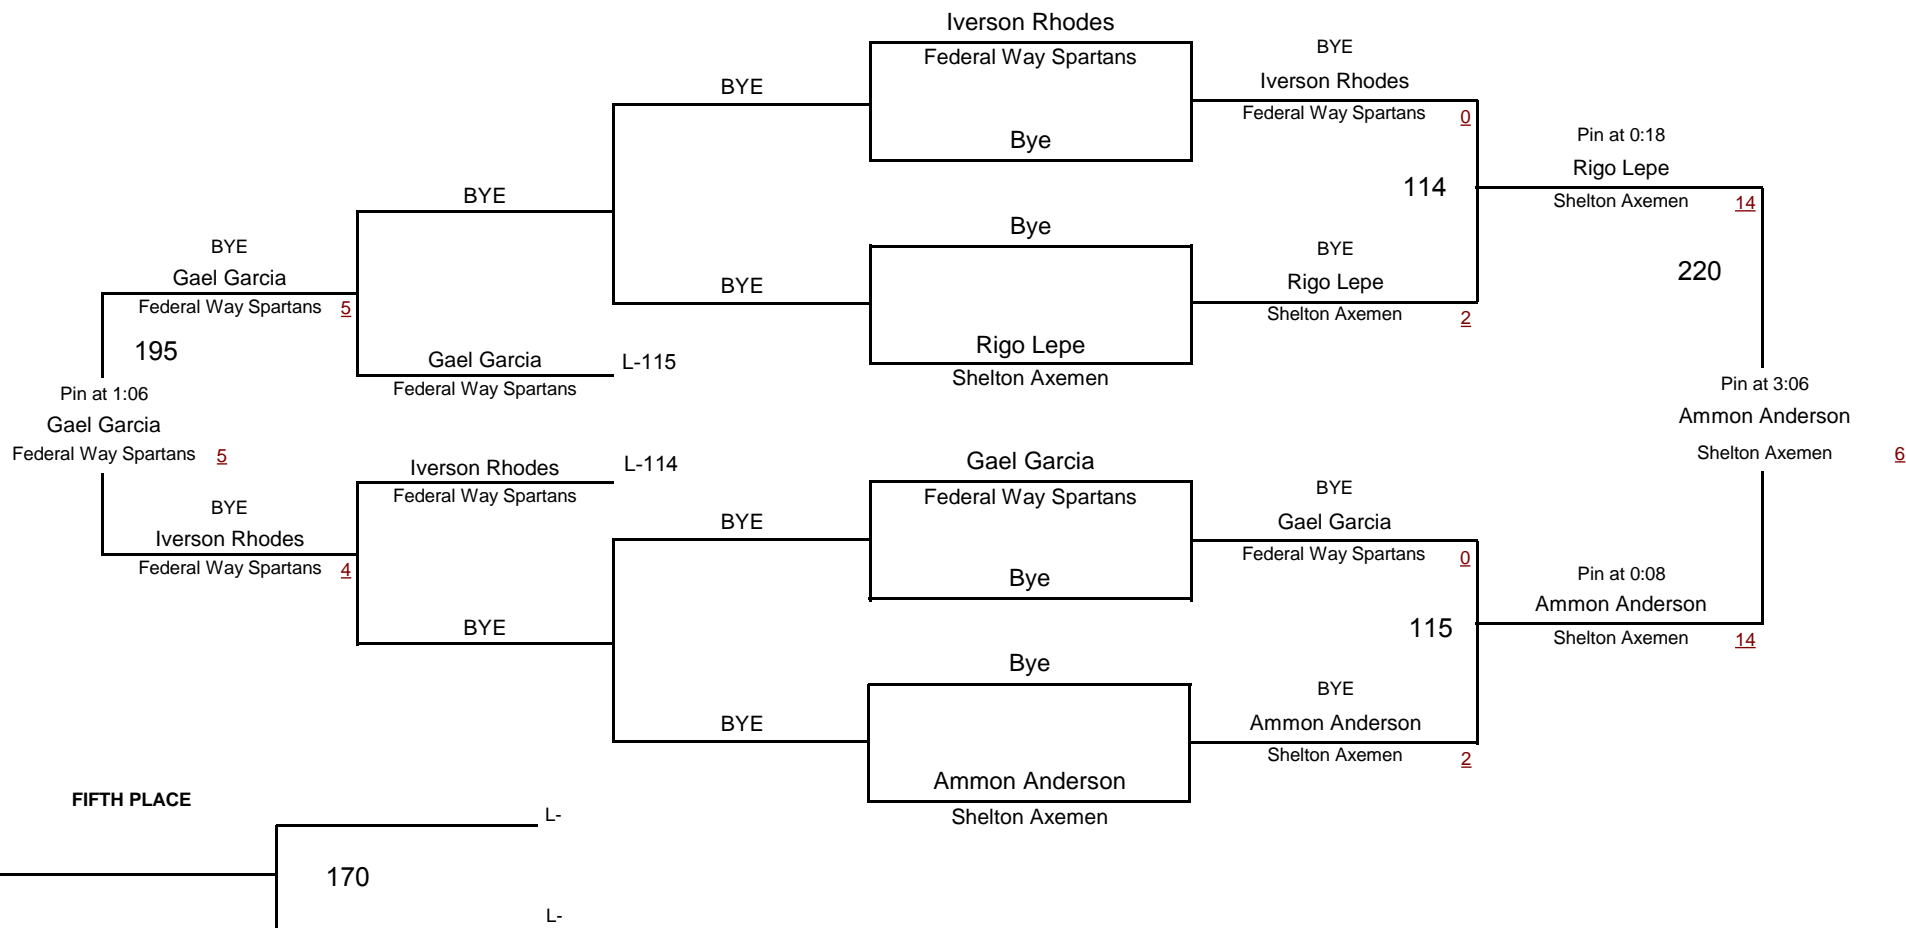 Iverson Rhodes
Federal Way Spartans
Bye
Bye
Rigo Lepe
Shelton Axemen
Gael Garcia
Federal Way Spartans
Bye
Bye
Ammon Anderson
Shelton Axemen
BYE
Iverson Rhodes
Federal Way Spartans 0
114
BYE
Rigo Lepe
Shelton Axemen 2
BYE
Gael Garcia
Federal Way Spartans 0
115
BYE
Ammon Anderson
Shelton Axemen 2
Pin at 0:18
Rigo Lepe
Shelton Axemen 14
220
Pin at 0:08
Ammon Anderson
Shelton Axemen 14
Pin at 3:06
Ammon Anderson
Shelton Axemen 6
BYE
BYE
BYE
BYE
BYE
Gael Garcia L-115
Federal Way Spartans
Iverson Rhodes L-114
Federal Way Spartans
BYE
BYE
Gael Garcia
Federal Way Spartans 5
195
BYE
Iverson Rhodes
Federal Way Spartans 4
Pin at 1:06
Gael Garcia
Federal Way Spartans 5
FIFTH PLACE
L-
170
L-